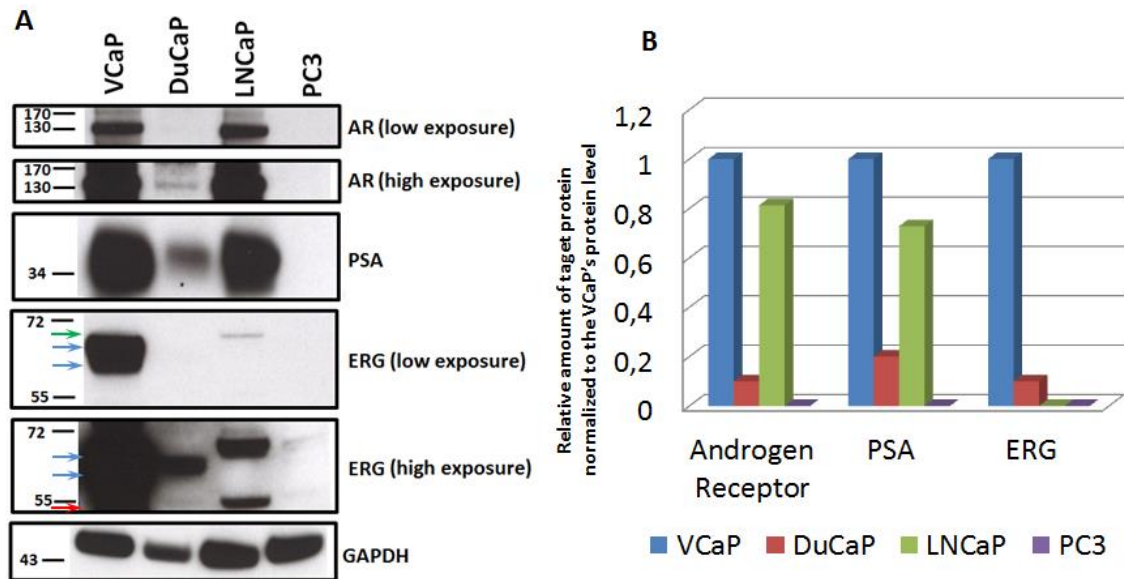 A
VCaP
DuCaP
LNCaP
PC3
170
130
AR (low exposure)
170
130
AR (high exposure)
34
PSA
72
55
ERG (low exposure)
72
55
ERG (high exposure)
43
GAPDH
B
Relative amount of taget protein
normalized to the VCaP's protein level
1,2
1
0,8
0,6
0,4
0,2
0
Androgen
Receptor
PSA
ERG
VCaP
DuCaP
LNCaP
PC3